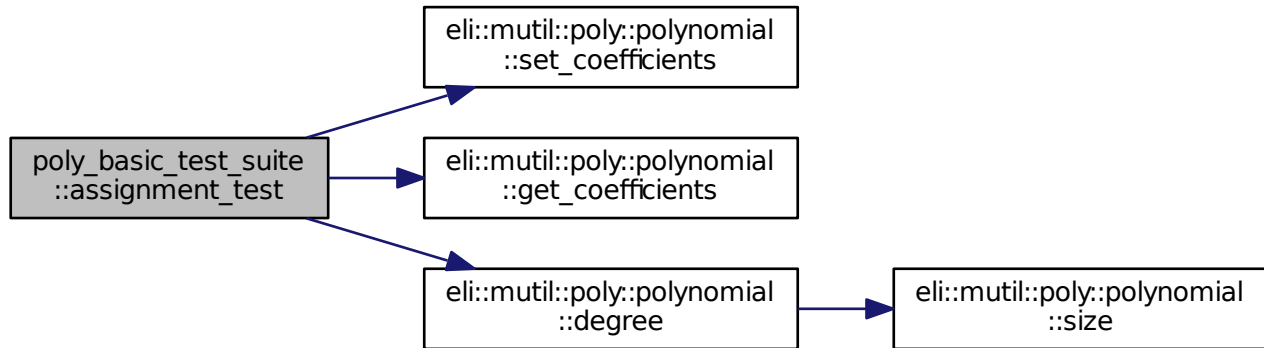 eli::mutil::poly::polynomial
::set_coefficients
poly_basic_test_suite
::assignment_test
eli::mutil::poly::polynomial
::get_coefficients
eli::mutil::poly::polynomial
::degree
eli::mutil::poly::polynomial
::size